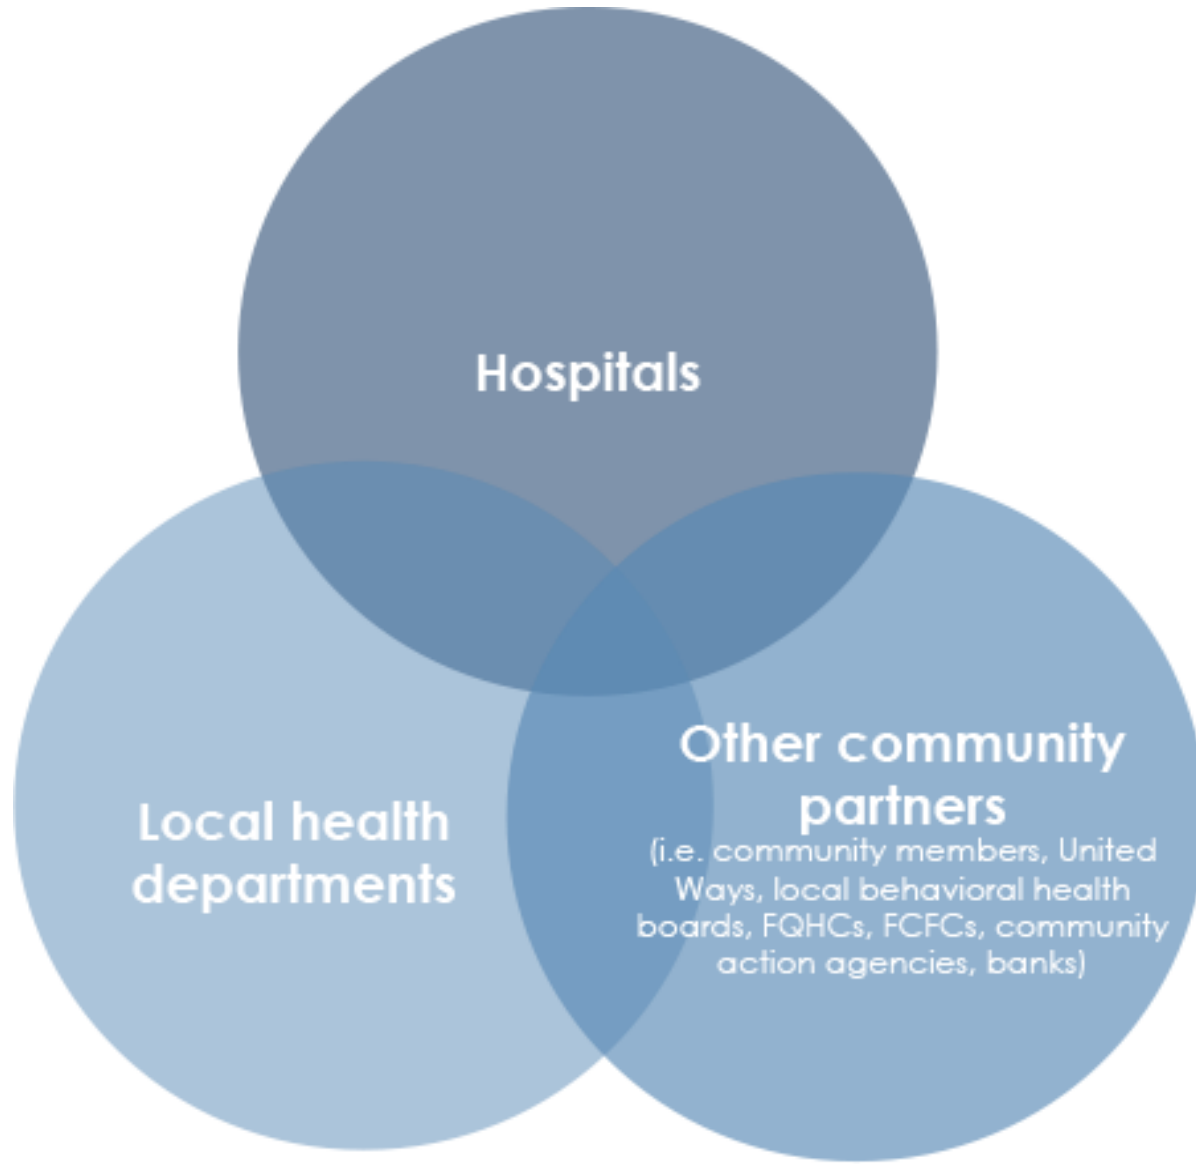 Hospitals
Local health
departments
Other community
partners
(i.e. community members, United
Ways, local behavioral health
boards, FQHCs, FCFCs, community
action agencies, banks)